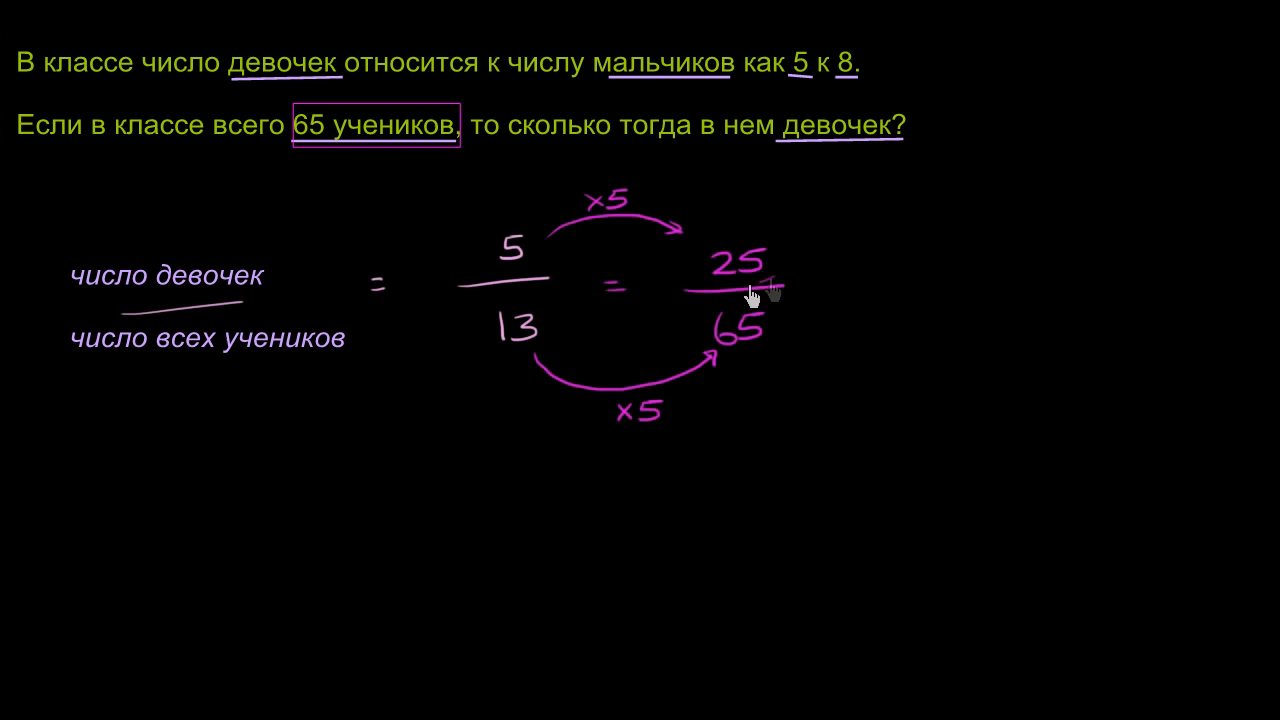 В классе число девочек относится к числу мальчиков как 5 к 8.
Если в классе всего 65 учеников, то сколько тогда в нем девочек?
×5
число девочек
число всех учеников
=
5
13
=
25
65
×5